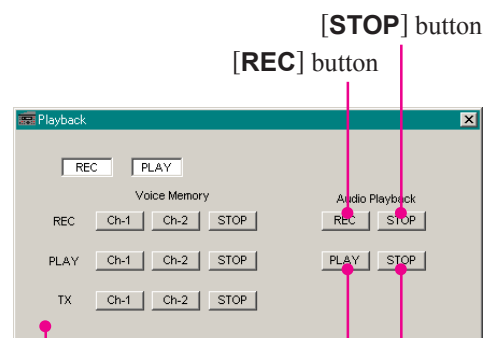 [STOP] button
[REC] button
Playback
REC PLAY
Voice Memory Audio Playback
REC Ch-1 Ch-2 STOP REC STOP
PLAY Ch-1 Ch-2 STOP PLAY STOP
TX Ch-1 Ch-2 STOP